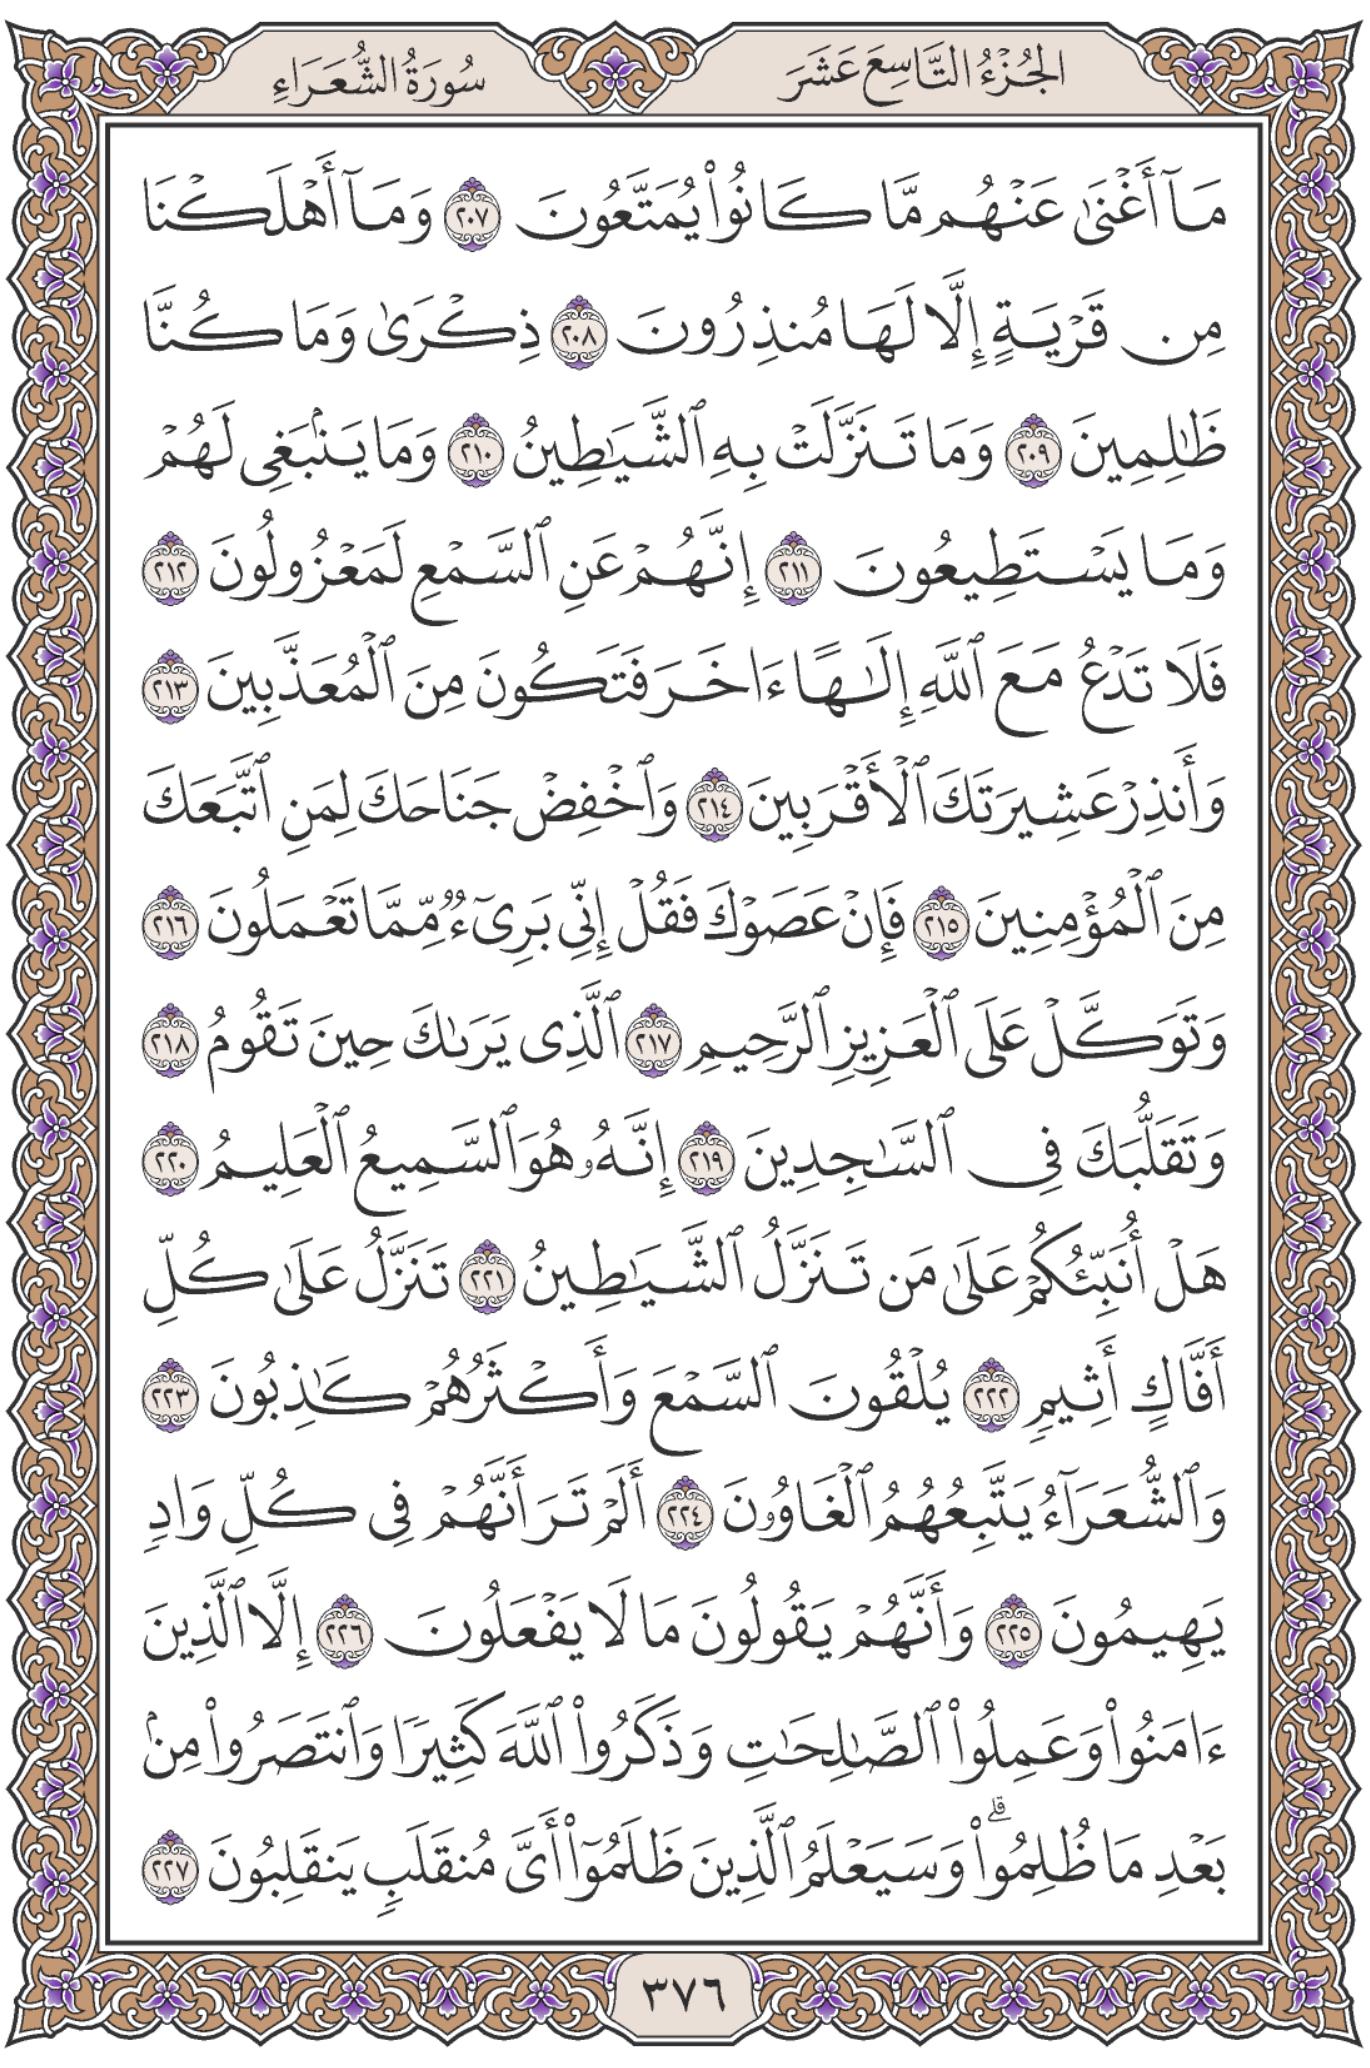 الجُزْءُ التَّاسِعَ عَشَرَ
سُورَةُ الشُّعَرَاءِ
مَآ أَغْنَىٰ عَنْهُم مَّا كَانُوا۟ يُمَتَّعُونَ ٢٠٧ وَمَآ أَهْلَكْنَا
مِن قَرْيَةٍ إِلَّا لَهَا مُنذِرُونَ ٢٠٨ ذِكْرَىٰ وَمَا كُنَّا
ظَٰلِمِينَ ٢٠٩ وَمَا تَنَزَّلَتْ بِهِ ٱلشَّيَٰطِينُ ٢١٠ وَمَا يَنۢبَغِى لَهُمْ
وَمَا يَسْتَطِيعُونَ ٢١١ إِنَّهُمْ عَنِ ٱلسَّمْعِ لَمَعْزُولُونَ ٢١٢
فَلَا تَدْعُ مَعَ ٱللَّهِ إِلَٰهًا ءَاخَرَ فَتَكُونَ مِنَ ٱلْمُعَذَّبِينَ ٢١٣
وَأَنذِرْ عَشِيرَتَكَ ٱلْأَقْرَبِينَ ٢١٤ وَٱخْفِضْ جَنَاحَكَ لِمَنِ ٱتَّبَعَكَ
مِنَ ٱلْمُؤْمِنِينَ ٢١٥ فَإِنْ عَصَوْكَ فَقُلْ إِنِّى بَرِىٓءٌ مِّمَّا تَعْمَلُونَ ٢١٦
وَتَوَكَّلْ عَلَى ٱلْعَزِيزِ ٱلرَّحِيمِ ٢١٧ ٱلَّذِى يَرَىٰكَ حِينَ تَقُومُ ٢١٨
وَتَقَلُّبَكَ فِى ٱلسَّٰجِدِينَ ٢١٩ إِنَّهُۥ هُوَ ٱلسَّمِيعُ ٱلْعَلِيمُ ٢٢٠
هَلْ أُنَبِّئُكُمْ عَلَىٰ مَن تَنَزَّلُ ٱلشَّيَٰطِينُ ٢٢١ تَنَزَّلُ عَلَىٰ كُلِّ
أَفَّاكٍ أَثِيمٍ ٢٢٢ يُلْقُونَ ٱلسَّمْعَ وَأَكْثَرُهُمْ كَٰذِبُونَ ٢٢٣
وَٱلشُّعَرَآءُ يَتَّبِعُهُمُ ٱلْغَاوُۥنَ ٢٢٤ أَلَمْ تَرَ أَنَّهُمْ فِى كُلِّ وَادٍ
يَهِيمُونَ ٢٢٥ وَأَنَّهُمْ يَقُولُونَ مَا لَا يَفْعَلُونَ ٢٢٦ إِلَّا ٱلَّذِينَ
ءَامَنُوا۟ وَعَمِلُوا۟ ٱلصَّٰلِحَٰتِ وَذَكَرُوا۟ ٱللَّهَ كَثِيرًا وَٱنتَصَرُوا۟ مِنۢ
بَعْدِ مَا ظُلِمُوا۟ ۗ وَسَيَعْلَمُ ٱلَّذِينَ ظَلَمُوٓا۟ أَىَّ مُنقَلَبٍ يَنقَلِبُونَ ٢٢٧
٣٧٦